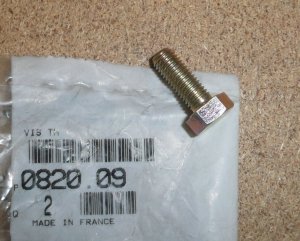 VIS TH
P 0820.09
Q 2
MADE IN FRANCE